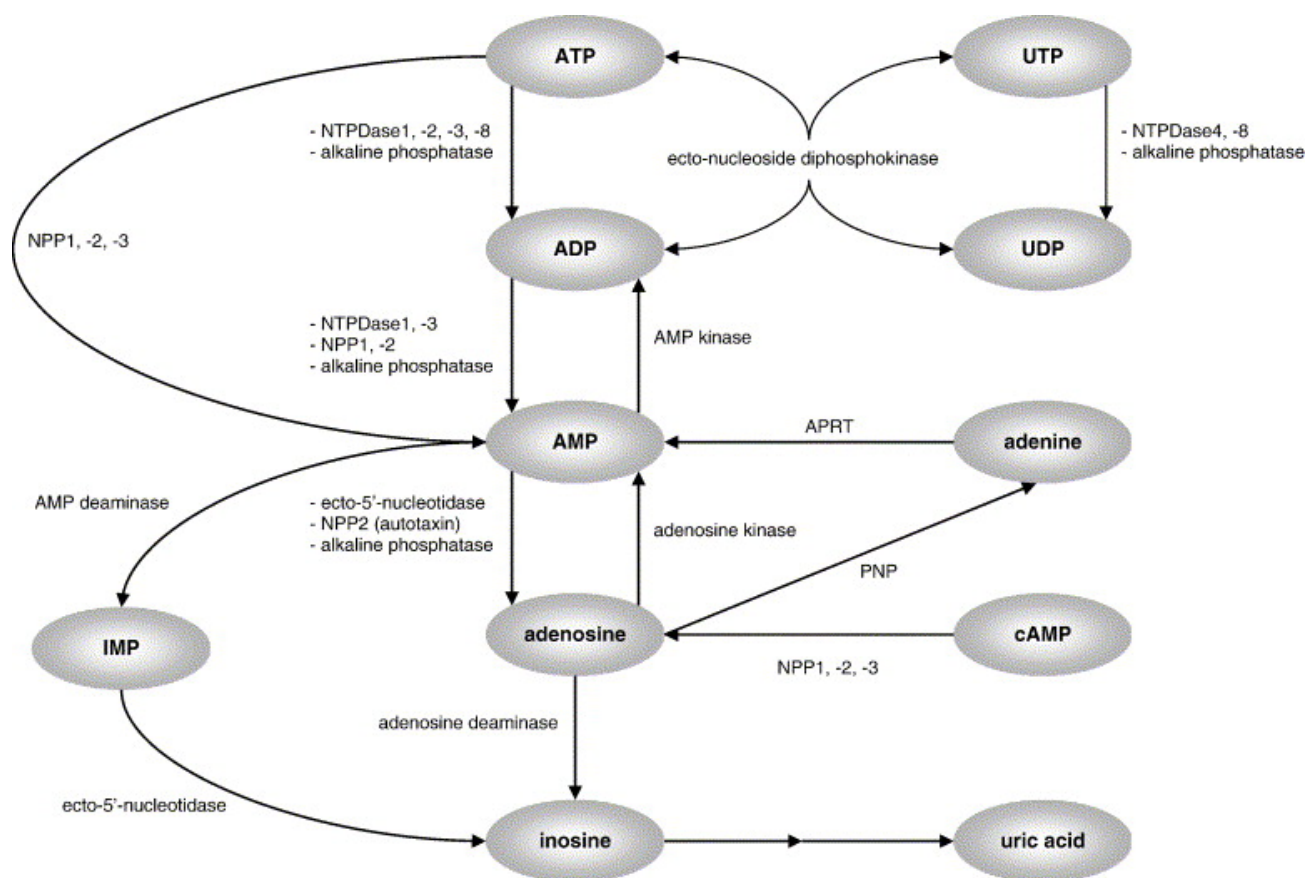 ATP
UTP
- NTPDase1, -2, -3, -8
- alkaline phosphatase
ecto-nucleoside diphosphokinase
- NTPDase4, -8
- alkaline phosphatase
NPP1, -2, -3
ADP
UDP
- NTPDase1, -3
- NPP1, -2
- alkaline phosphatase
AMP kinase
AMP
APRT
adenine
AMP deaminase
- ecto-5'-nucleotidase
- NPP2 (autotaxin)
- alkaline phosphatase
adenosine kinase
PNP
IMP
adenosine
cAMP
NPP1, -2, -3
adenosine deaminase
ecto-5'-nucleotidase
inosine
uric acid